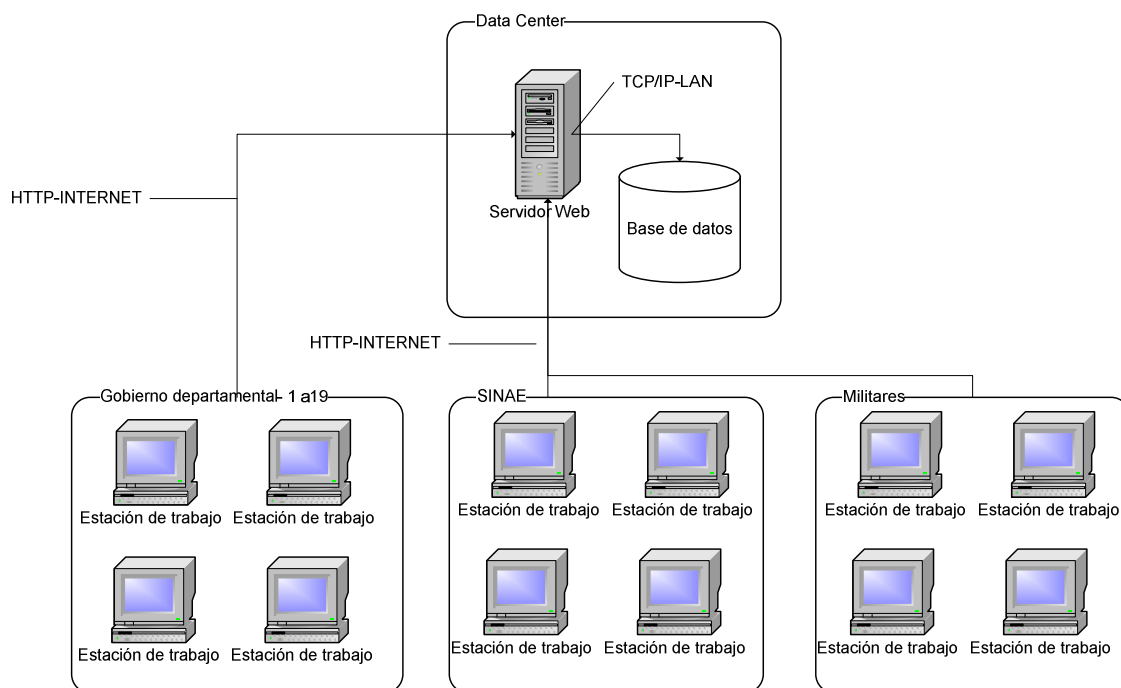 Data Center
TCP/IP-LAN
HTTP-INTERNET
Servidor Web
Base de datos
HTTP-INTERNET
Gobierno departamental- 1 a19
Estación de trabajo
Estación de trabajo
Estación de trabajo
Estación de trabajo
SINAE
Estación de trabajo
Estación de trabajo
Estación de trabajo
Estación de trabajo
Militares
Estación de trabajo
Estación de trabajo
Estación de trabajo
Estación de trabajo